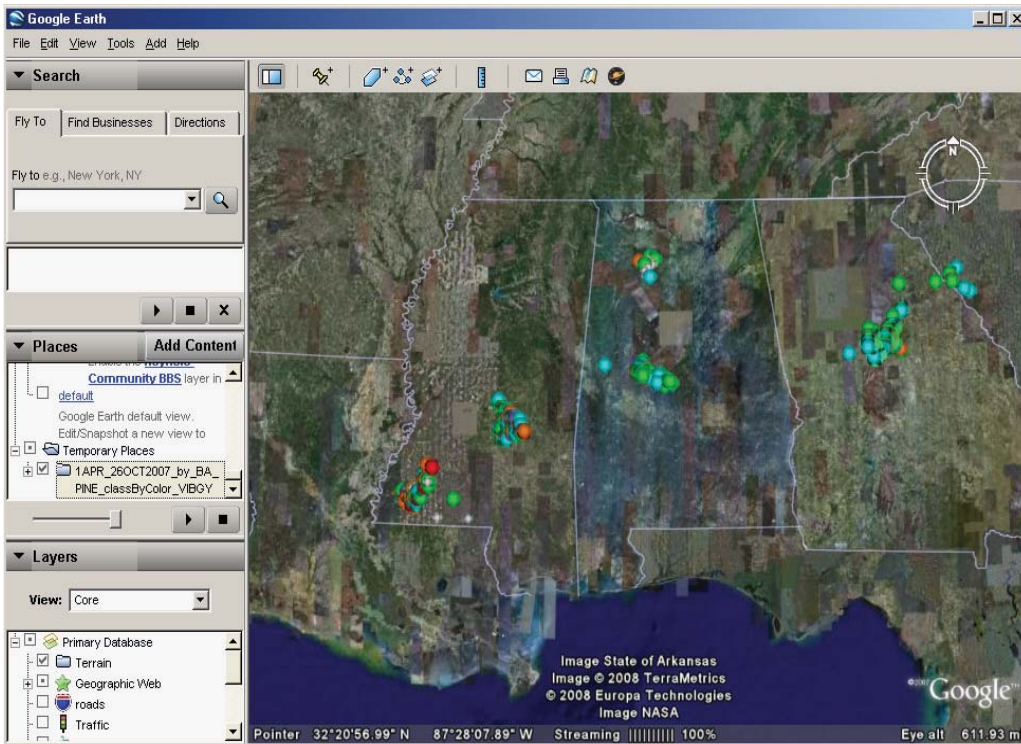 Google Earth
File Edit View Tools Add Help
Search
Fly To Find Businesses Directions
Fly to e.g., New York, NY
Places Add Content
Community BBS layer in
default
Google Earth default view.
Edit/Snapshot a new view to
Temporary Places
1APR_26OCT2007_by_BA_
PINE_classByColor_VIBGY
Layers
View: Core
Primary Database
Terrain
Geographic Web
roads
Traffic
N
Image State of Arkansas
Image © 2008 TerraMetrics
© 2008 Europa Technologies
Image NASA
©2007 Google™
Pointer 32°20'56.99" N 87°28'07.89" W Streaming |||||||||| 100% Eye alt 611.93 m